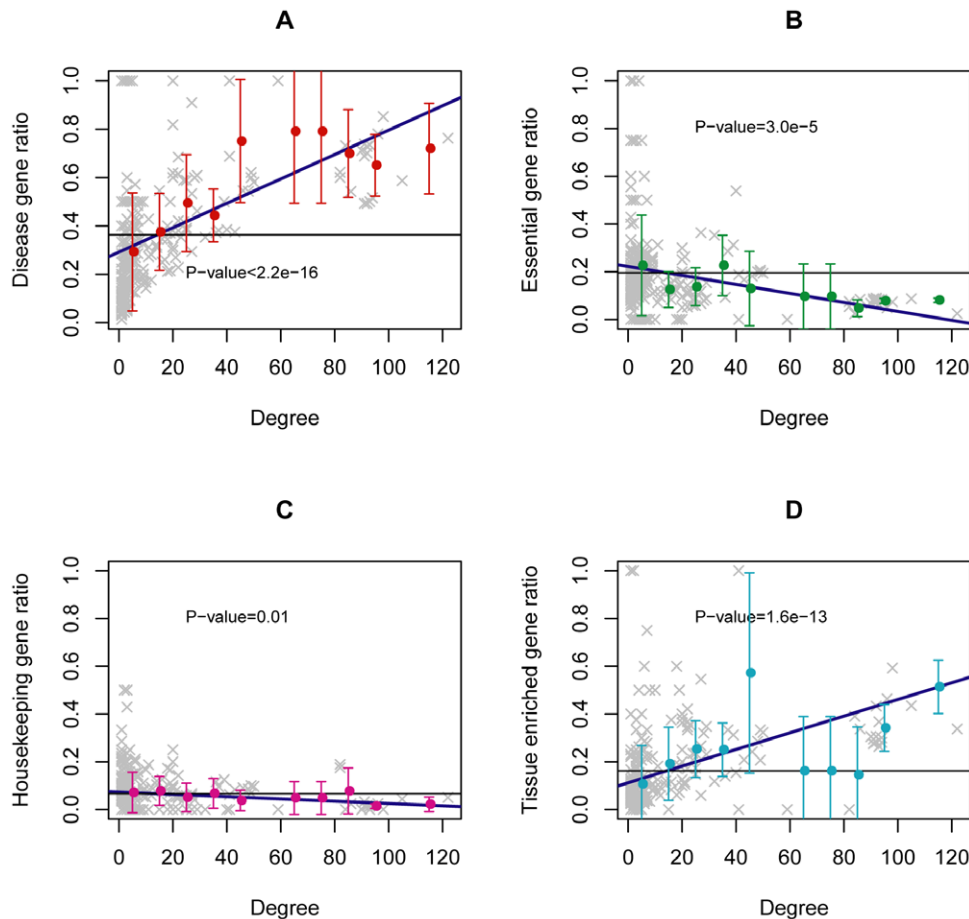 A
Disease gene ratio
1.0
0.8
0.6
0.4
0.2
0.0
P−value<2.2e−16
0 20 40 60 80 100 120
Degree
B
Essential gene ratio
1.0
0.8
0.6
0.4
0.2
0.0
P−value=3.0e−5
0 20 40 60 80 100 120
Degree
C
Housekeeping gene ratio
1.0
0.8
0.6
0.4
0.2
0.0
P−value=0.01
0 20 40 60 80 100 120
Degree
D
Tissue enriched gene ratio
1.0
0.8
0.6
0.4
0.2
0.0
P−value=1.6e−13
0 20 40 60 80 100 120
Degree